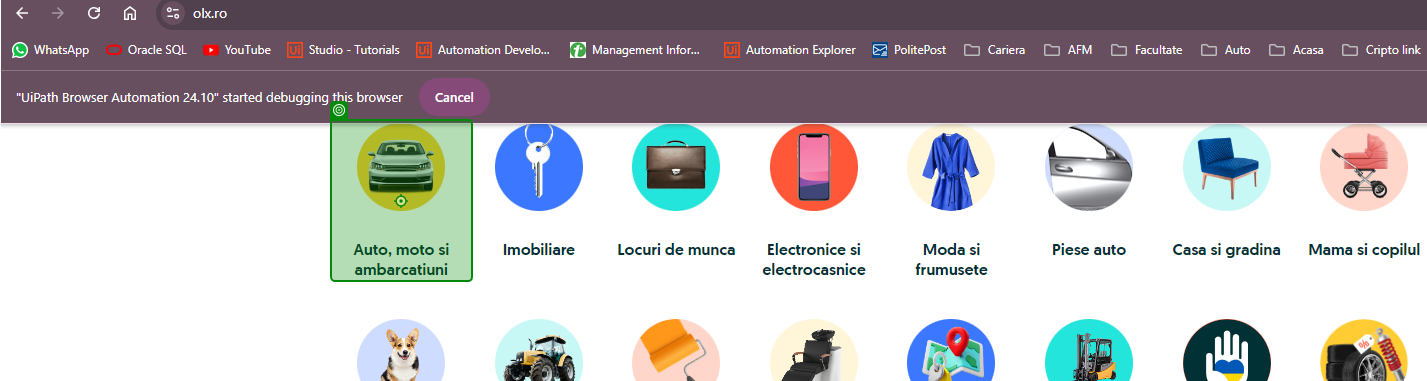 olx.ro
WhatsApp Oracle SQL YouTube Studio - Tutorials Automation Develo... Management Infor... Automation Explorer PolitePost Cariera AFM Facultate Auto Acasa Cripto link
"UiPath Browser Automation 24.10" started debugging this browser Cancel
Auto, moto si
ambarcatiuni
Imobiliare
Locuri de munca
Electronice si
electrocasnice
Moda si
frumusete
Piese auto
Casa si gradina
Mama si copilul